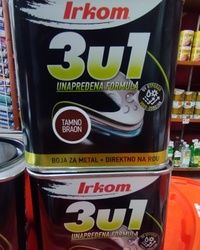 Irkom
3u1
UNAPREĐENA FORMULA
TAMNO
BRAON
BOJA ZA METAL • DIREKTNO NA RĐU
Irkom
3u1
UNAPREĐENA FORMULA